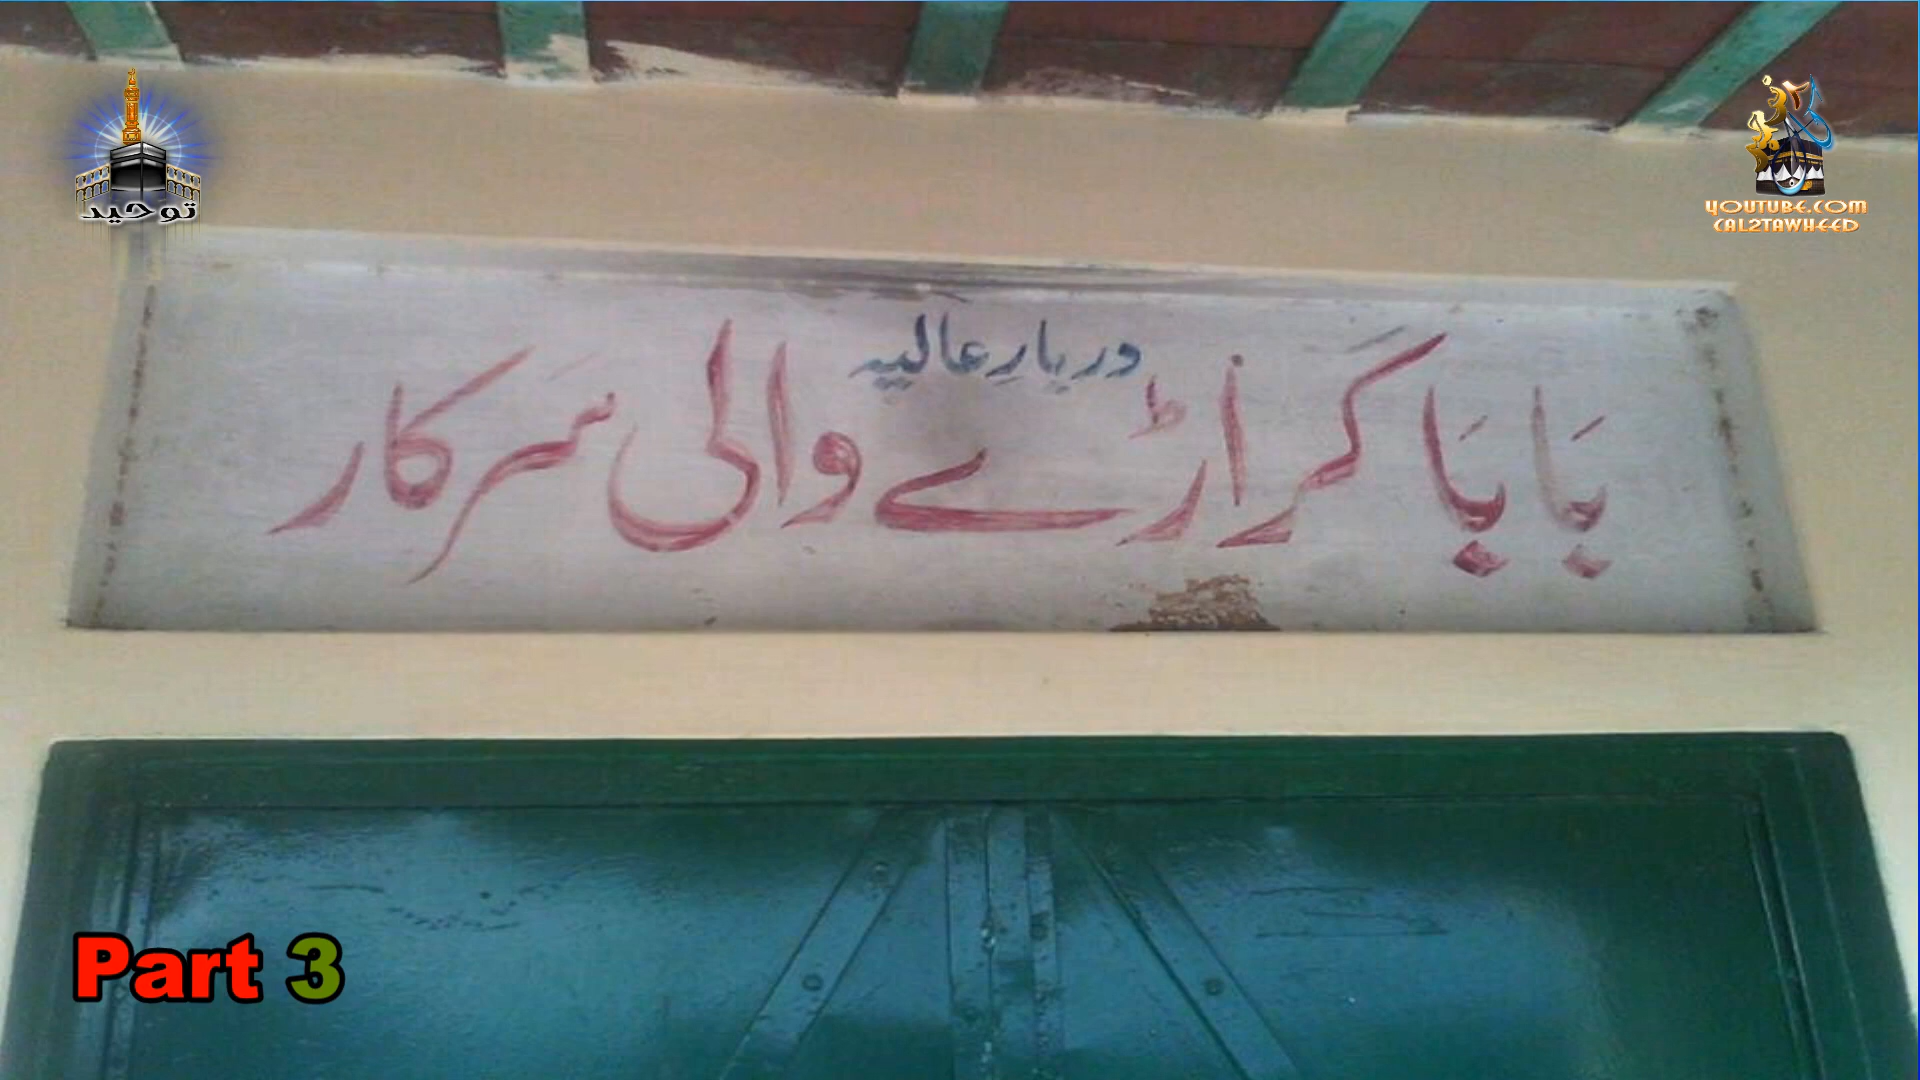 توحید
YOUTUBE.COM
CAL2TAWHEED
دربارِ عالیہ
بابا کراڑے والی سرکار
Part 3